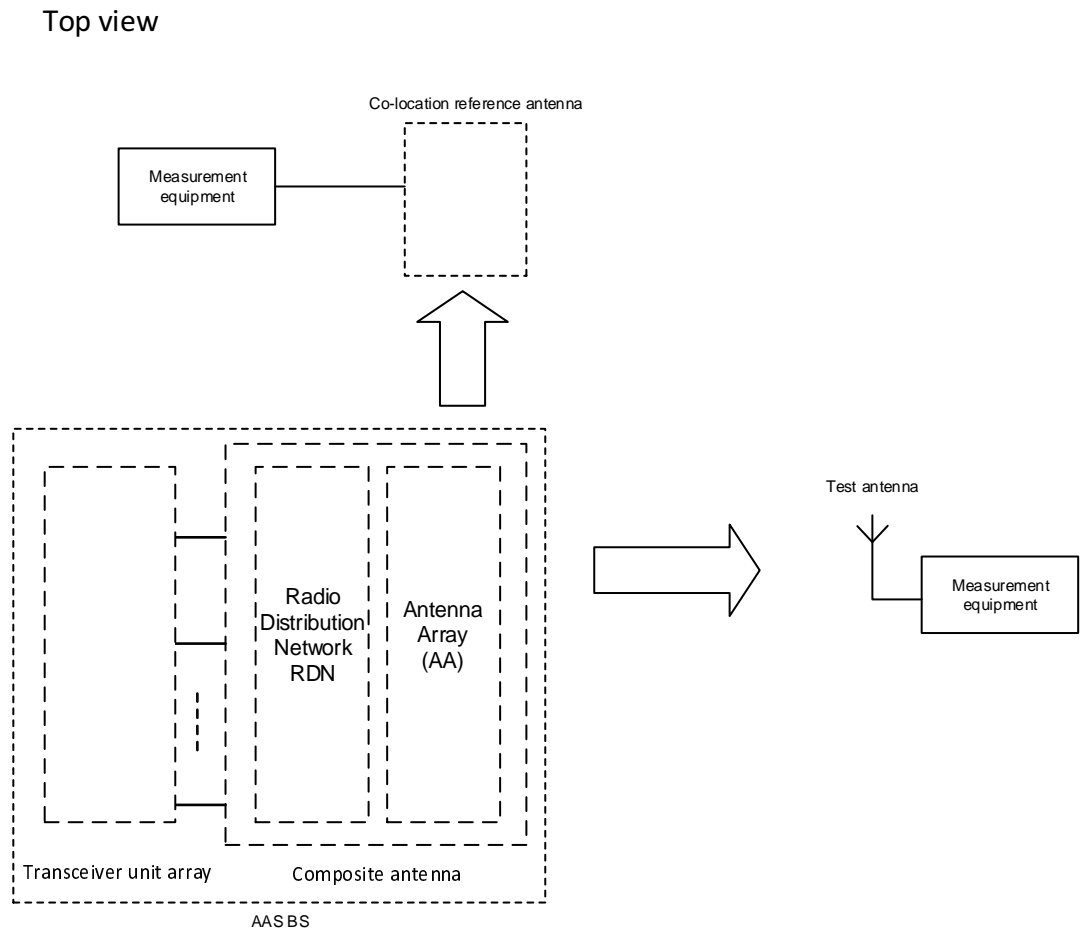 Top view
Co-location reference antenna
Measurement
equipment
Test antenna
Measurement
equipment
Radio
Distribution
Network
RDN
Antenna
Array
(AA)
Transceiver unit array
Composite antenna
AAS BS